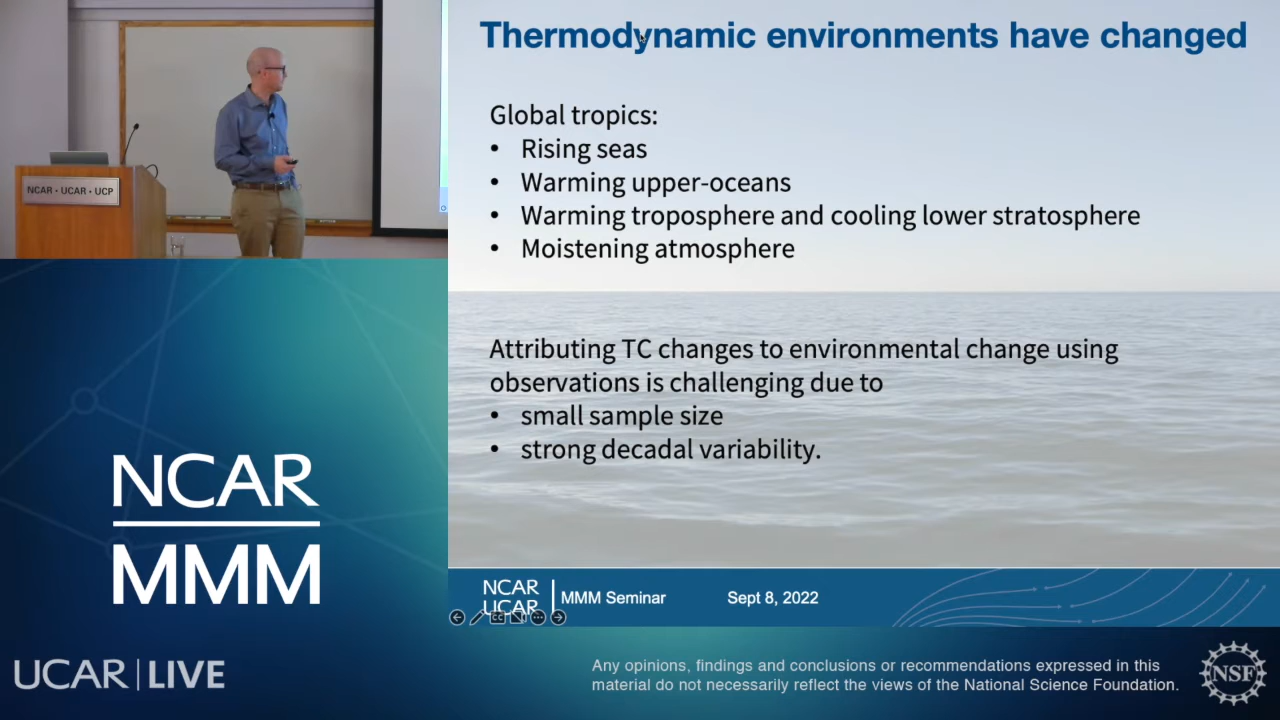 Thermodynamic environments have changed
Global tropics:
• Rising seas
• Warming upper-oceans
• Warming troposphere and cooling lower stratosphere
• Moistening atmosphere
Attributing TC changes to environmental change using
observations is challenging due to
• small sample size
• strong decadal variability.
NCAR
UCAR
MMM Seminar
Sept 8, 2022
NCAR • UCAR • UCP
NCAR
MMM
UCAR | LIVE
Any opinions, findings and conclusions or recommendations expressed in this
material do not necessarily reflect the views of the National Science Foundation.
NSF